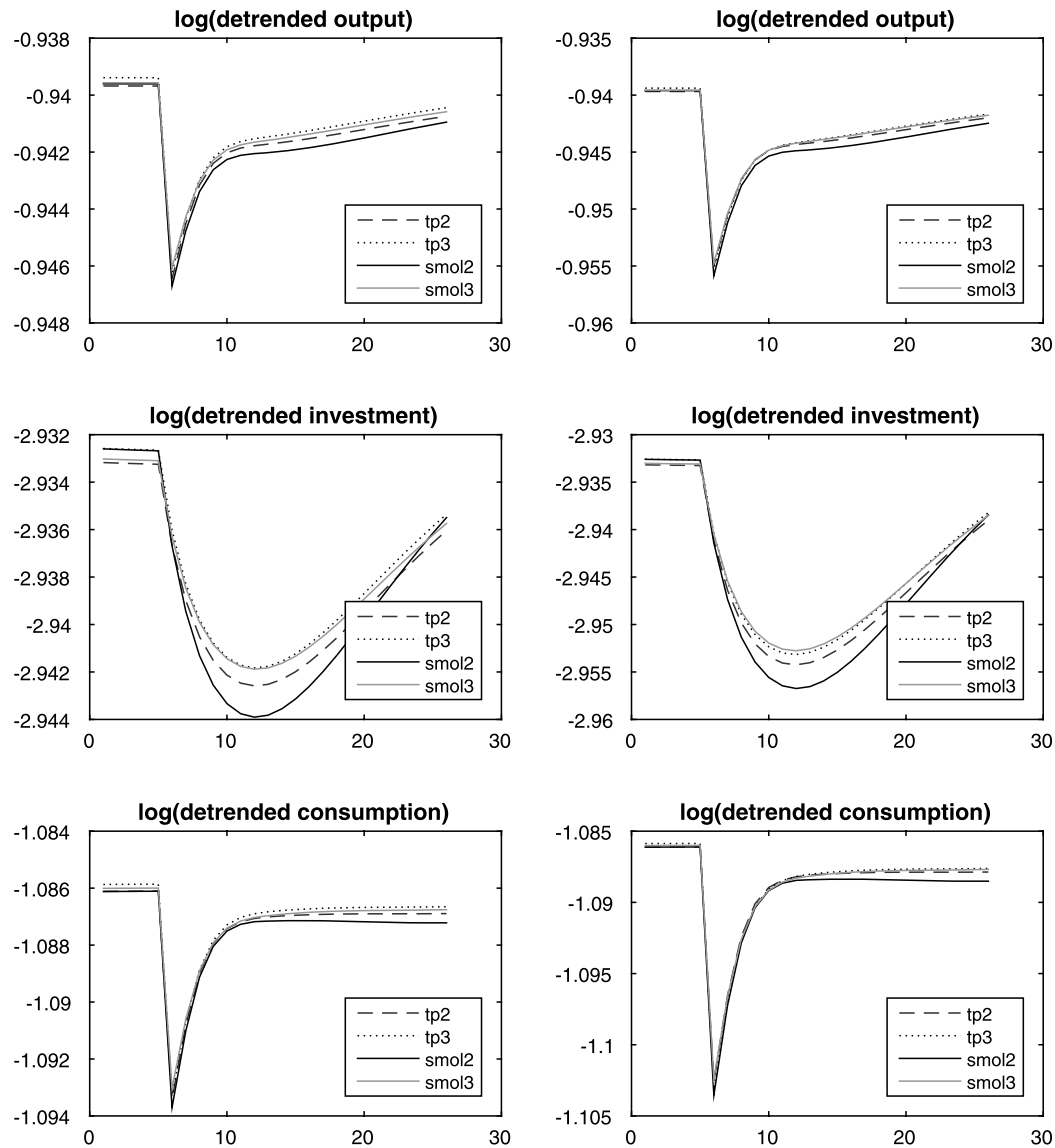 log(detrended output)
-0.938
-0.94
-0.942
-0.944
-0.946
-0.948
0 10 20 30
tp2
tp3
smol2
smol3
log(detrended output)
-0.935
-0.94
-0.945
-0.95
-0.955
-0.96
0 10 20 30
tp2
tp3
smol2
smol3
log(detrended investment)
-2.932
-2.934
-2.936
-2.938
-2.94
-2.942
-2.944
0 10 20 30
tp2
tp3
smol2
smol3
log(detrended investment)
-2.93
-2.935
-2.94
-2.945
-2.95
-2.955
-2.96
0 10 20 30
tp2
tp3
smol2
smol3
log(detrended consumption)
-1.084
-1.086
-1.088
-1.09
-1.092
-1.094
0 10 20 30
tp2
tp3
smol2
smol3
log(detrended consumption)
-1.085
-1.09
-1.095
-1.1
-1.105
0 10 20 30
tp2
tp3
smol2
smol3